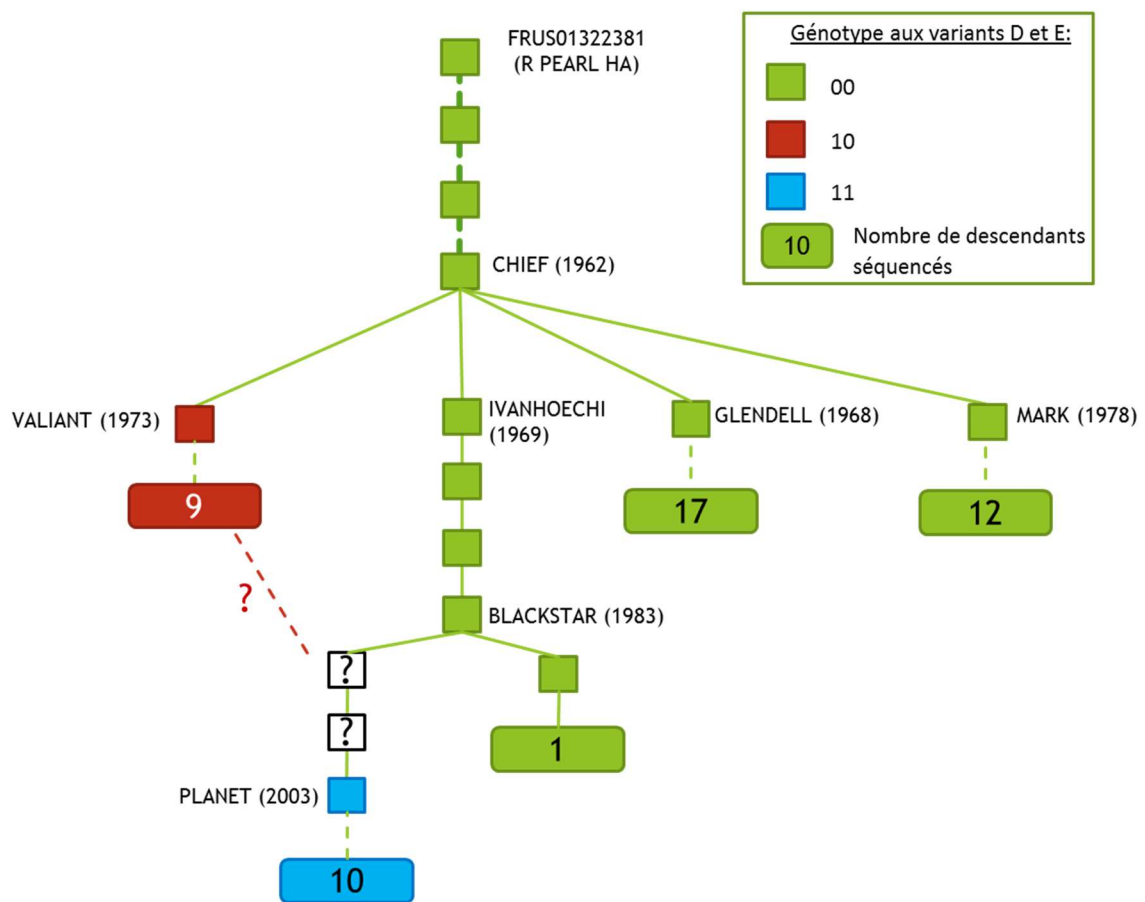 FRUS01322381
(R PEARL HA)
Génotype aux variants D et E:
00
10
11
10
Nombre de descendants
séquencés
CHIEF (1962)
VALIANT (1973)
IVANHOECHI
(1969)
GLENDELL (1968)
MARK (1978)
9
17
12
?
BLACKSTAR (1983)
?
?
1
PLANET (2003)
10